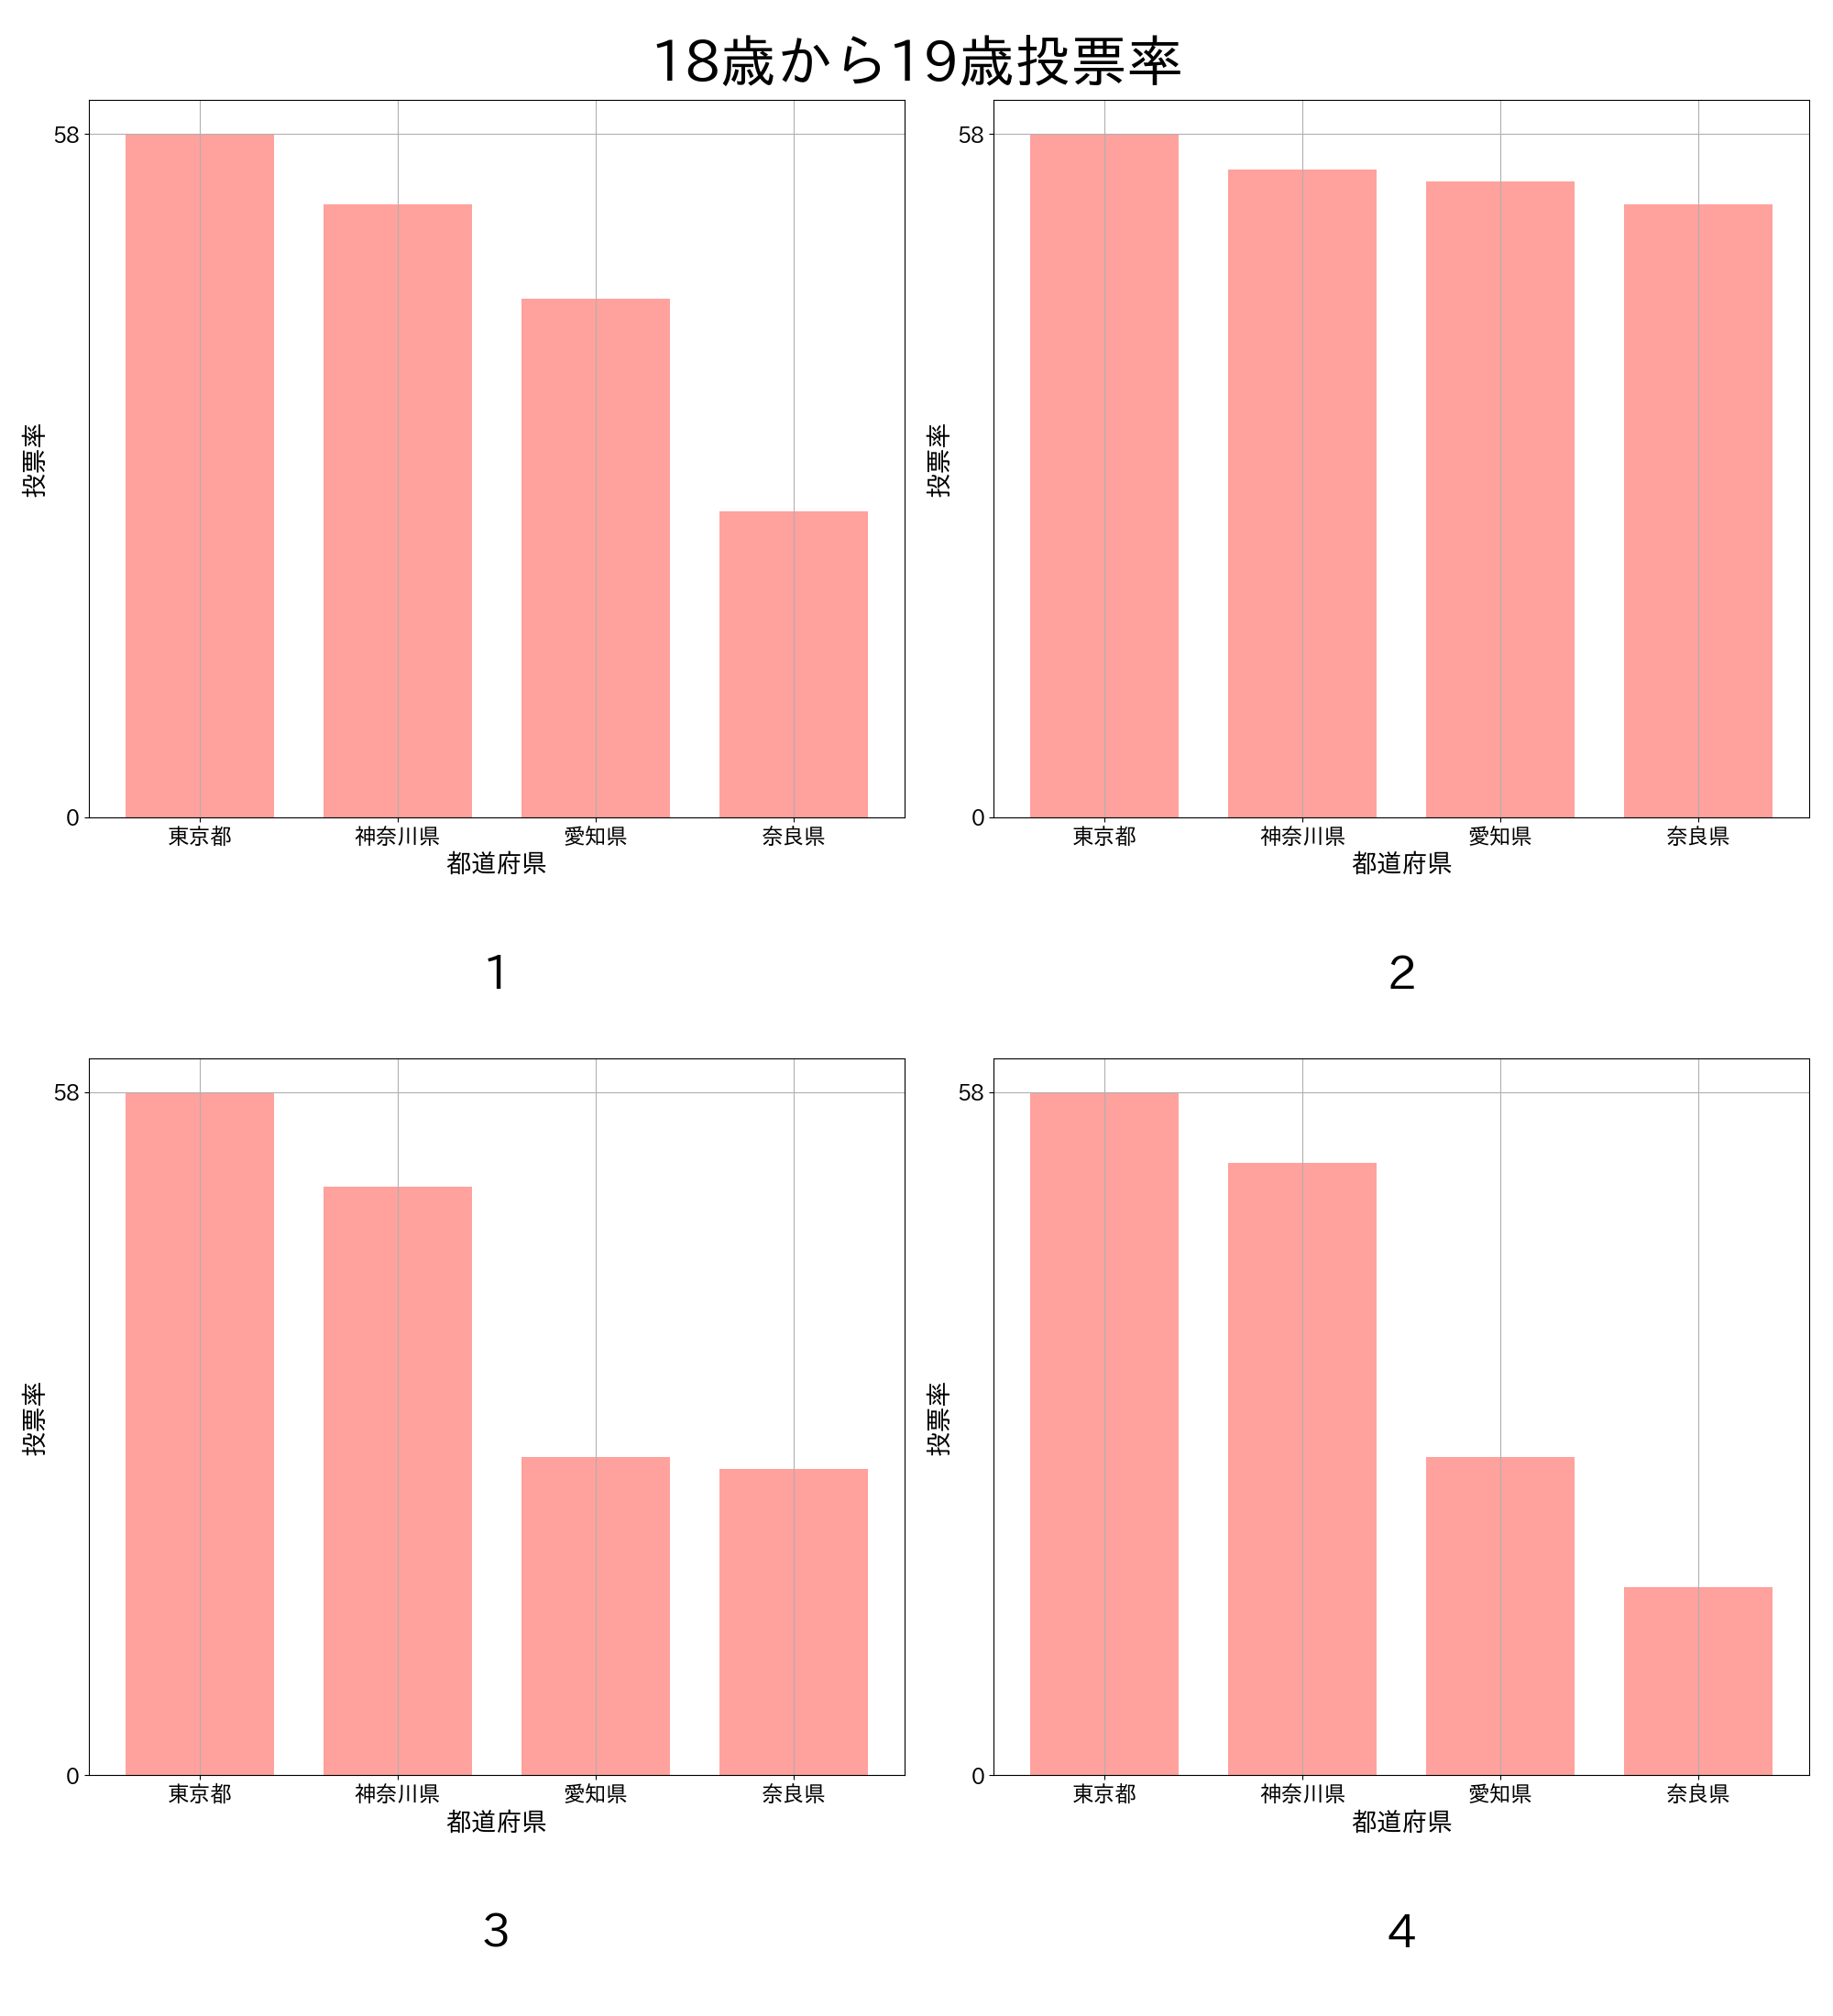 18歳から19歳投票率
58
0
投票率
東京都 神奈川県 愛知県 奈良県
都道府県
1
58
0
投票率
東京都 神奈川県 愛知県 奈良県
都道府県
2
58
0
投票率
東京都 神奈川県 愛知県 奈良県
都道府県
3
58
0
投票率
東京都 神奈川県 愛知県 奈良県
都道府県
4